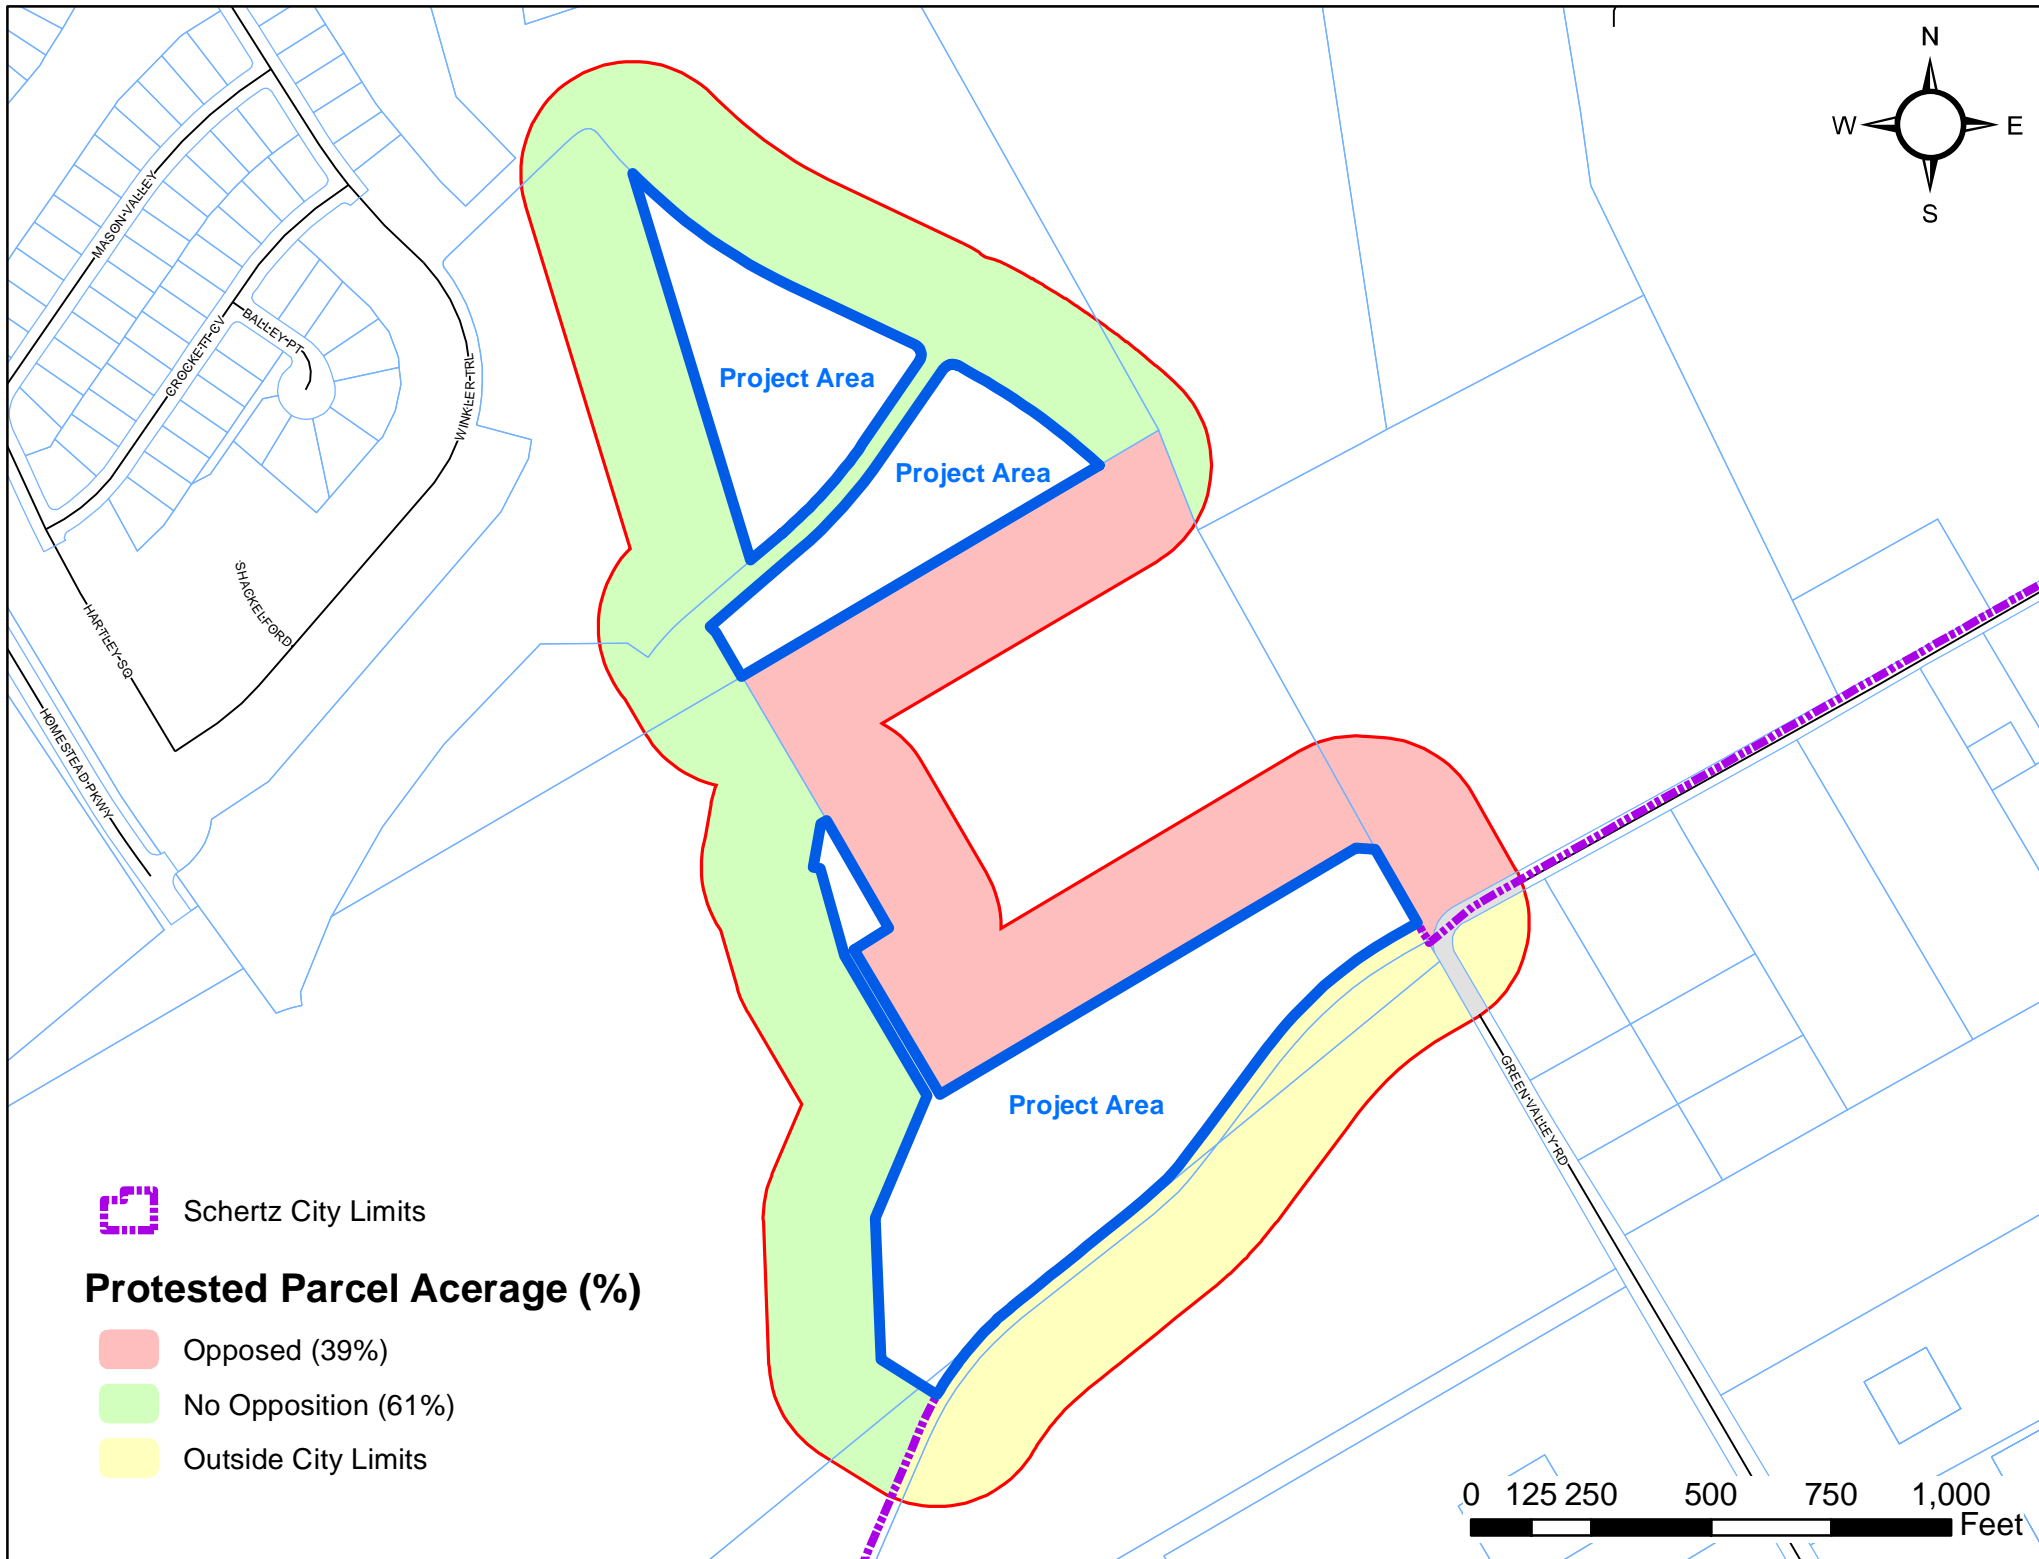 N
W E
S
MASON VALLEY
BALLEY PT
CROCKETT CV
WINKLER TRL
Project Area
Project Area
SHACKELFORD
HARTLEY SQ
HOMESTEAD PKWY
Project Area
GREEN VALLEY RD
Schertz City Limits
Protested Parcel Acerage (%)
Opposed (39%)
No Opposition (61%)
Outside City Limits
0 125 250 500 750 1,000
Feet